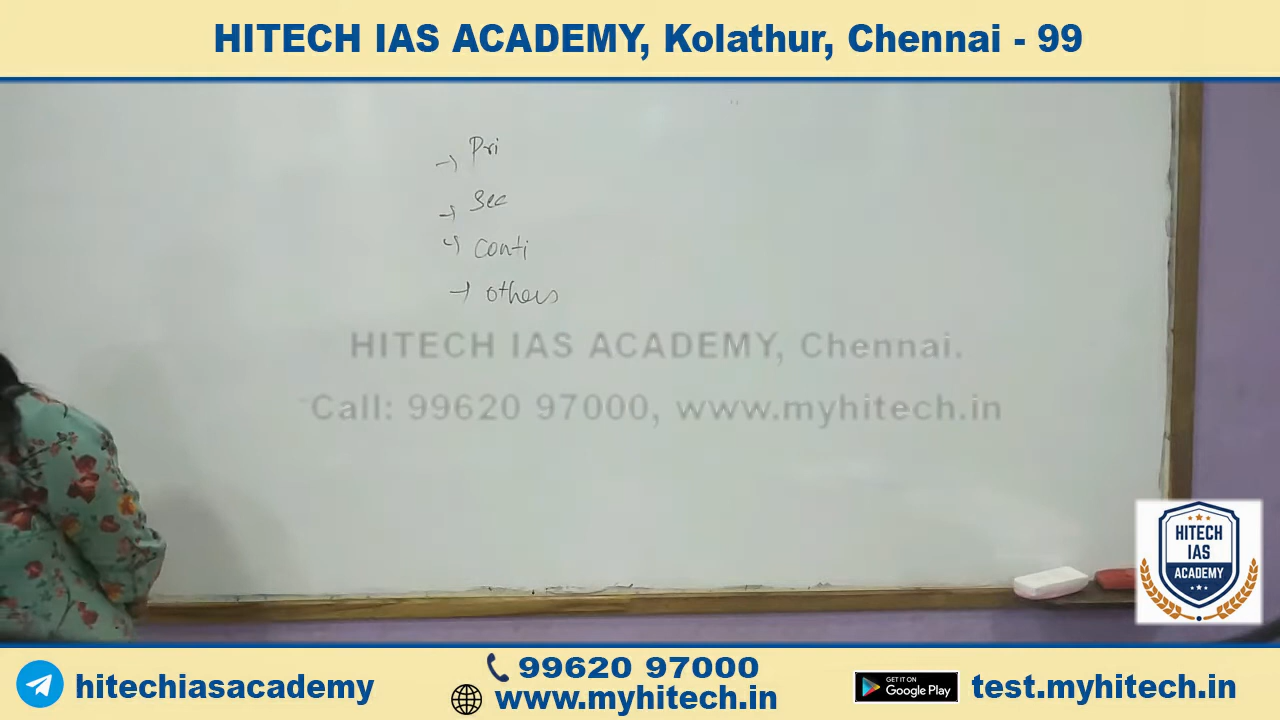 HITECH IAS ACADEMY, Kolathur, Chennai - 99
→ Pri
→ Sec
→ Conti
→ others
HITECH IAS ACADEMY, Chennai.
Call: 99620 97000, www.myhitech.in
HITECH
IAS
ACADEMY
hitechiasacademy
99620 97000
www.myhitech.in
GET IT ON
Google Play
test.myhitech.in